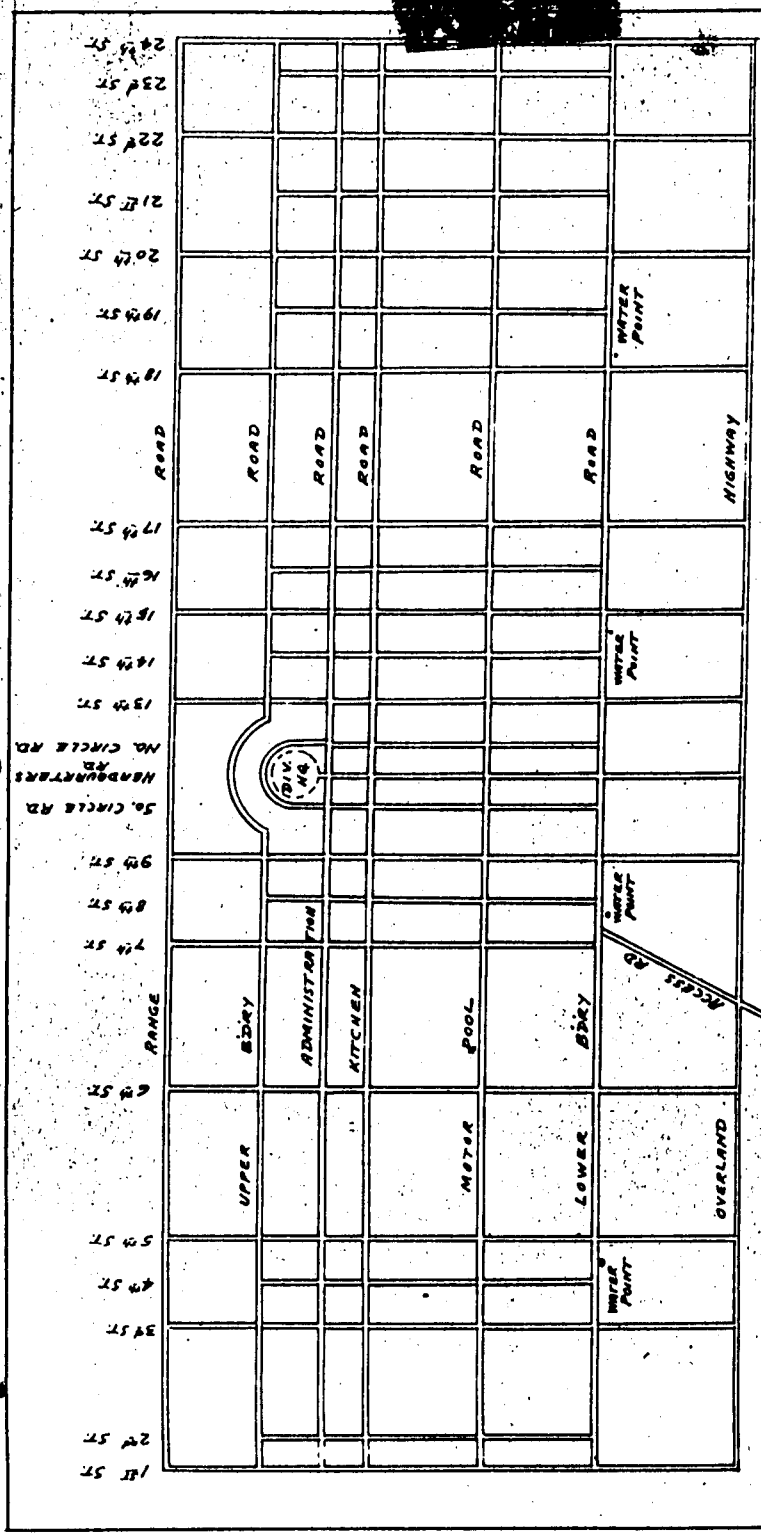 24th ST
23d ST
22d ST
21ST ST
20th ST
19th ST
18th ST
17th ST.
16th ST.
15th ST
14th ST
13th ST.
NO. CIRCLE RD
HEADQUARTERS
RD.
SO. CIRCLE RD
9th ST.
8th ST
7th ST
6th ST.
5th ST.
4th ST
3d ST
2d ST
1ST ST
RANGE ROAD
UPPER B'DRY ROAD
ADMINISTRATION ROAD
KITCHEN ROAD
MOTOR POOL ROAD
LOWER B'DRY ROAD
OVERLAND HIGHWAY
DIV.
HQ.
WATER
POINT
WATER
POINT
WATER
POINT
WATER
POINT
ACCESS RD